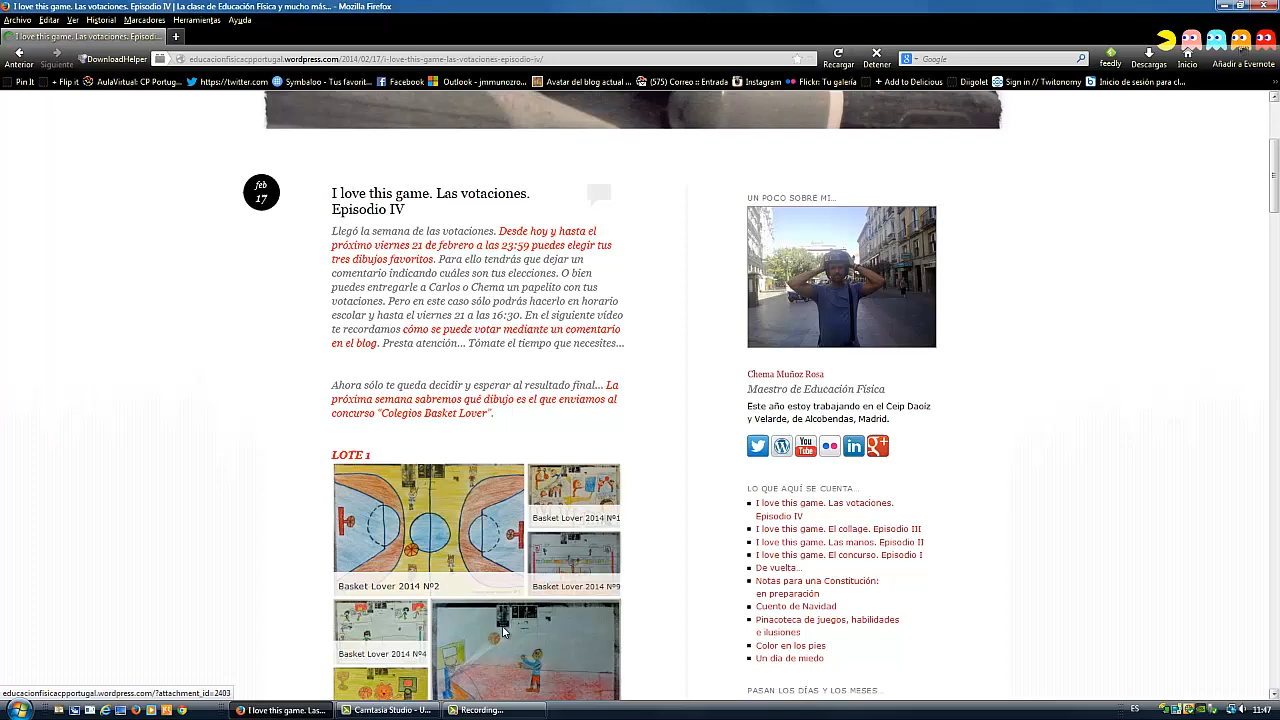 I love this game. Las votaciones. Episodio IV | La clase de Educación Física y mucho más... - Mozilla Firefox
Archivo Editar Ver Historial Marcadores Herramientas Ayuda
I love this game. Las votaciones. Episodi...
Anterior Siguiente DownloadHelper educacionfisicacpportugal.wordpress.com/2014/02/17/i-love-this-game-las-votaciones-episodio-iv/ Recargar Detener Google feedly Descargas Inicio Añadir a Evernote
Pin It + Flip it AulaVirtual: CP Portug... https://twitter.com Symbaloo - Tus favorit... Facebook Outlook - jmmunozro... Avatar del blog actual ... (575) Correo :: Entrada Instagram Flickr: Tu galería + Add to Delicious Diigolet Sign in // Twitonomy Inicio de sesión para cl...
feb
17
I love this game. Las votaciones.
Episodio IV
Llegó la semana de las votaciones. Desde hoy y hasta el
próximo viernes 21 de febrero a las 23:59 puedes elegir tus
tres dibujos favoritos. Para ello tendrás que dejar un
comentario indicando cuáles son tus elecciones. O bien
puedes entregarle a Carlos o Chema un papelito con tus
votaciones. Pero en este caso sólo podrás hacerlo en horario
escolar y hasta el viernes 21 a las 16:30. En el siguiente vídeo
te recordamos cómo se puede votar mediante un comentario
en el blog. Presta atención... Tómate el tiempo que necesites...
Ahora sólo te queda decidir y esperar al resultado final... La
próxima semana sabremos qué dibujo es el que enviamos al
concurso "Colegios Basket Lover".
LOTE 1
Basket Lover 2014 Nº1
Basket Lover 2014 Nº2
Basket Lover 2014 Nº9
Basket Lover 2014 Nº4
UN POCO SOBRE MI...
Chema Muñoz Rosa
Maestro de Educación Física
Este año estoy trabajando en el Ceip Daoíz
y Velarde, de Alcobendas, Madrid.
You
Tube
in
g+
LO QUE AQUÍ SE CUENTA...
I love this game. Las votaciones.
Episodio IV
I love this game. El collage. Episodio III
I love this game. Las manos. Episodio II
I love this game. El concurso. Episodio I
De vuelta...
Notas para una Constitución:
en preparación
Cuento de Navidad
Pinacoteca de juegos, habilidades
e ilusiones
Color en los pies
Un día de miedo
PASAN LOS DÍAS Y LOS MESES...
educacionfisicacpportugal.wordpress.com/?attachment_id=2403
I love this game. Las... Camtasia Studio - U... Recording... ES 11:47